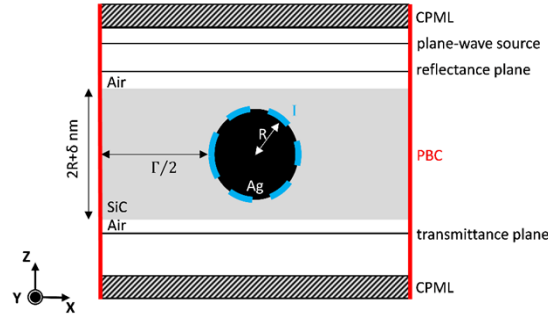 CPML
plane-wave source
reflectance plane
Air
I
R
2R+δ nm
Γ/2
PBC
Ag
SiC
Air
transmittance plane
Z
Y
X
CPML